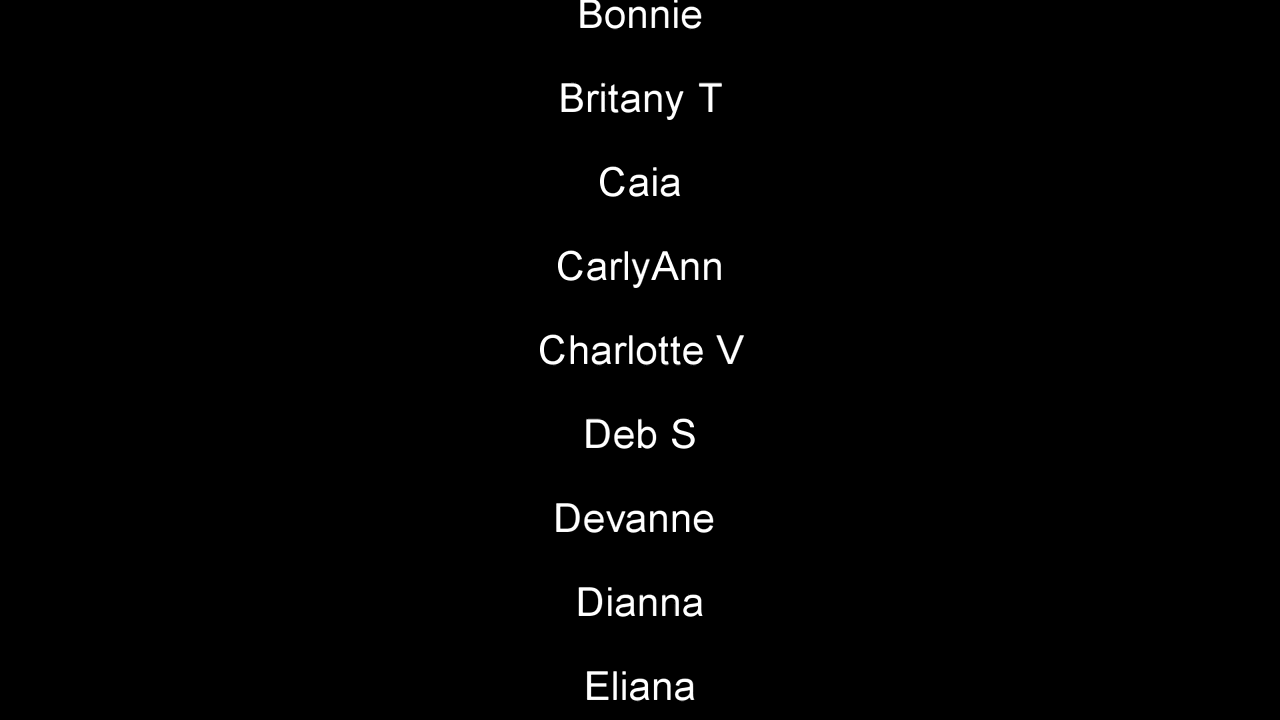 Bonnie
Britany T
Caia
CarlyAnn
Charlotte V
Deb S
Devanne
Dianna
Eliana